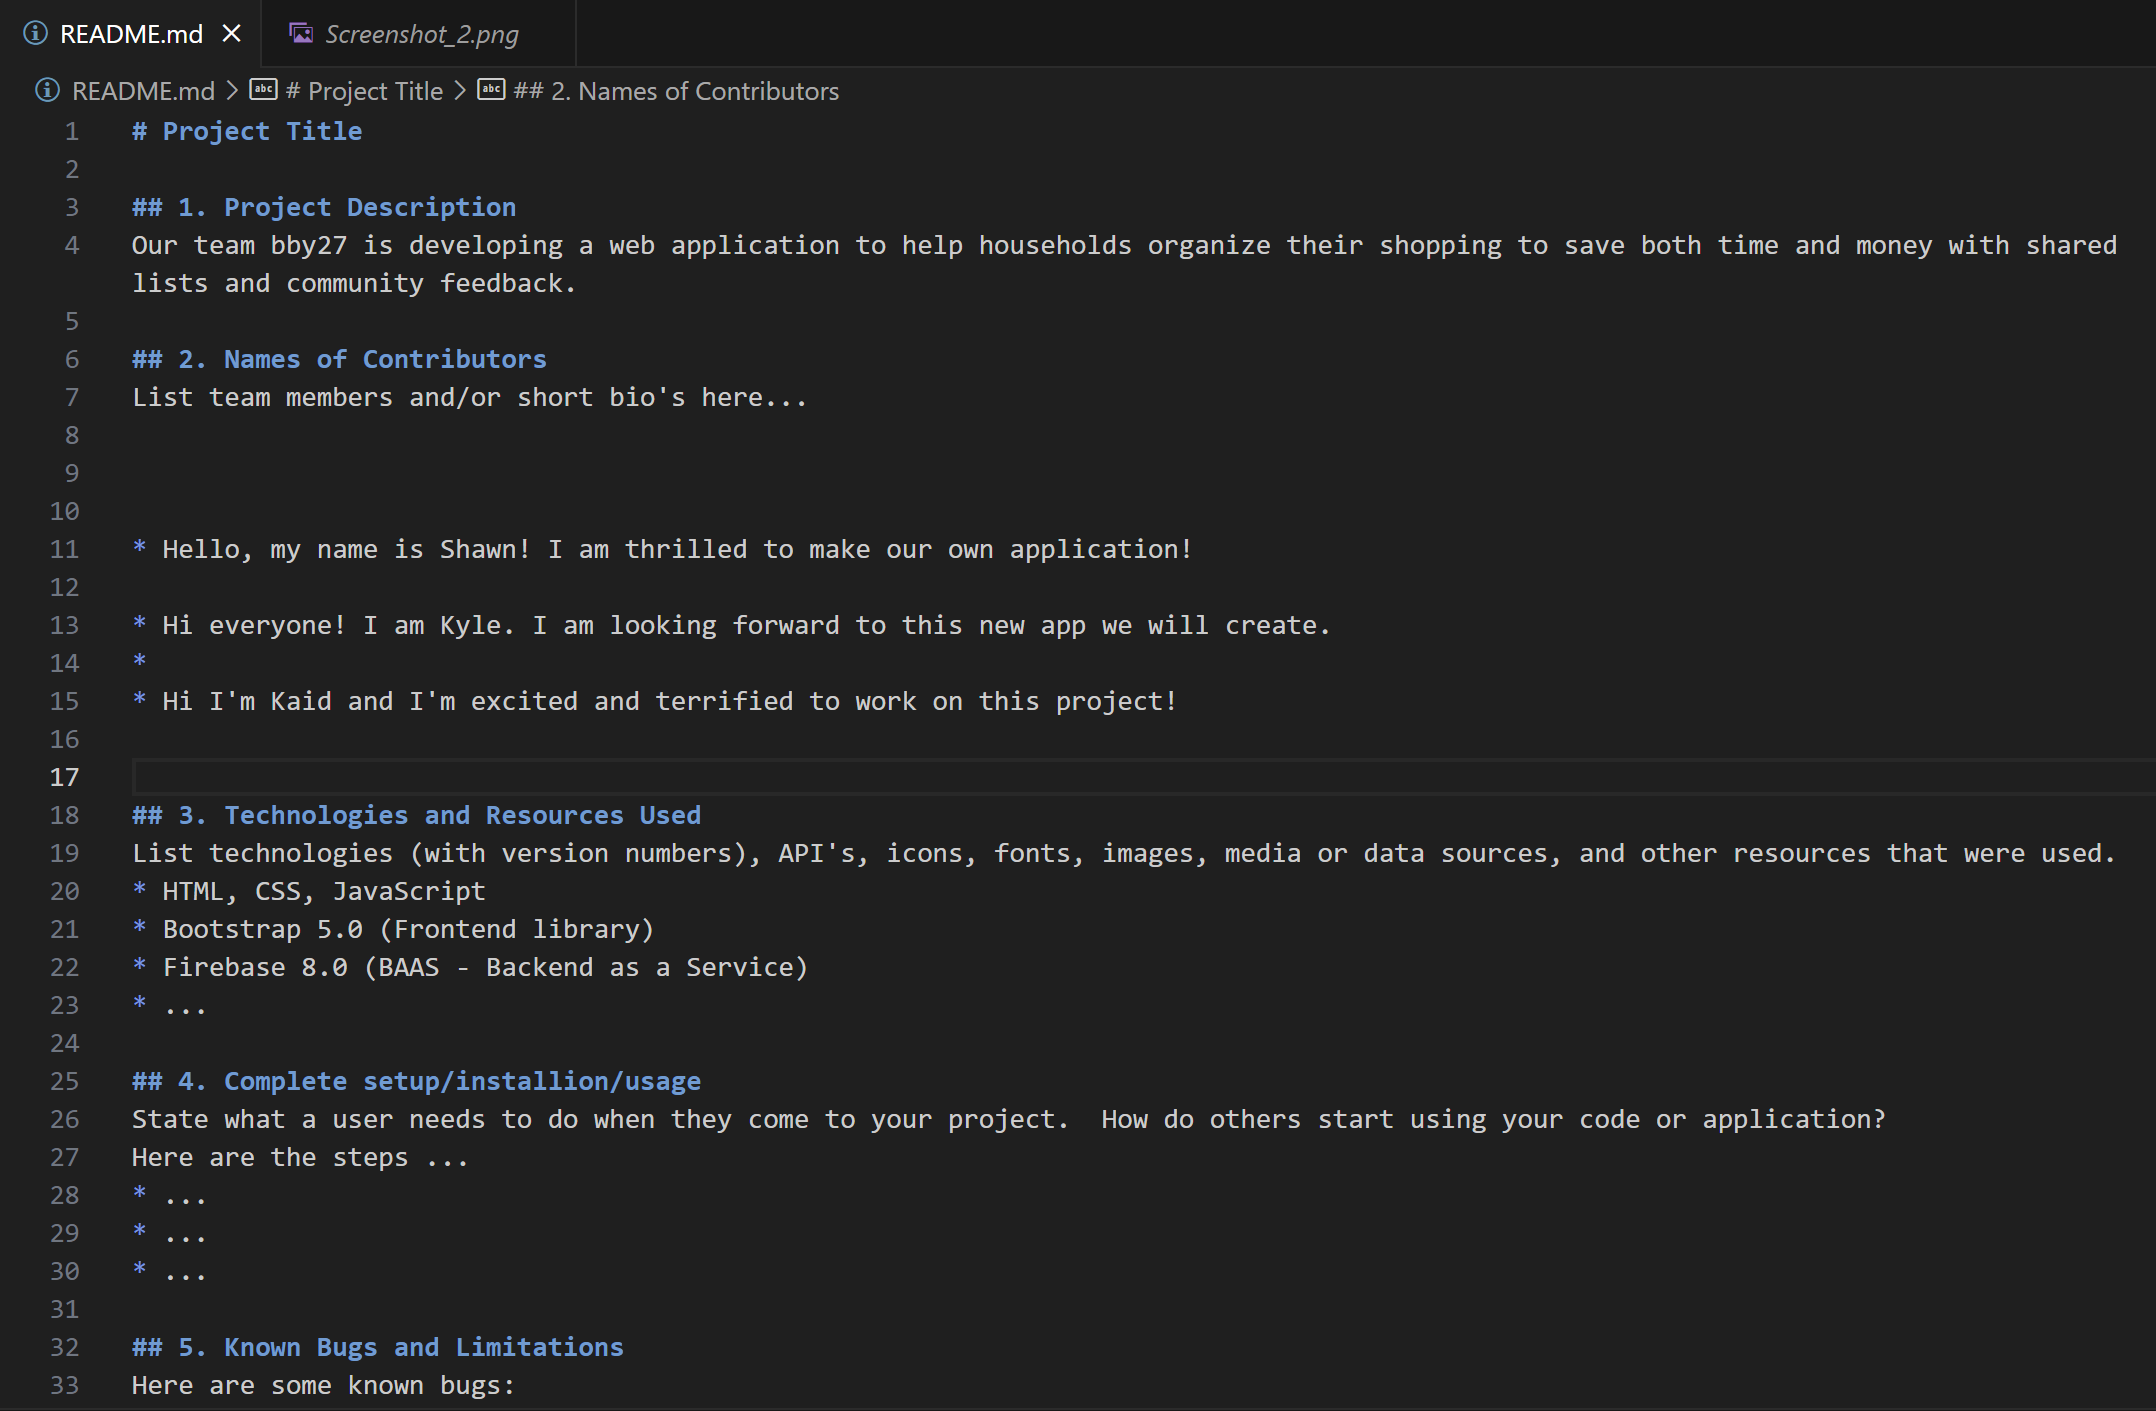 README.md
Screenshot_2.png
README.md > # Project Title > ## 2. Names of Contributors
1 # Project Title
2
3 ## 1. Project Description
4 Our team bby27 is developing a web application to help households organize their shopping to save both time and money with shared
lists and community feedback.
5
6 ## 2. Names of Contributors
7 List team members and/or short bio's here...
8
9
10
11 * Hello, my name is Shawn! I am thrilled to make our own application!
12
13 * Hi everyone! I am Kyle. I am looking forward to this new app we will create.
14 *
15 * Hi I'm Kaid and I'm excited and terrified to work on this project!
16
17
18 ## 3. Technologies and Resources Used
19 List technologies (with version numbers), API's, icons, fonts, images, media or data sources, and other resources that were used.
20 * HTML, CSS, JavaScript
21 * Bootstrap 5.0 (Frontend library)
22 * Firebase 8.0 (BAAS - Backend as a Service)
23 * ...
24
25 ## 4. Complete setup/installion/usage
26 State what a user needs to do when they come to your project.  How do others start using your code or application?
27 Here are the steps ...
28 * ...
29 * ...
30 * ...
31
32 ## 5. Known Bugs and Limitations
33 Here are some known bugs: